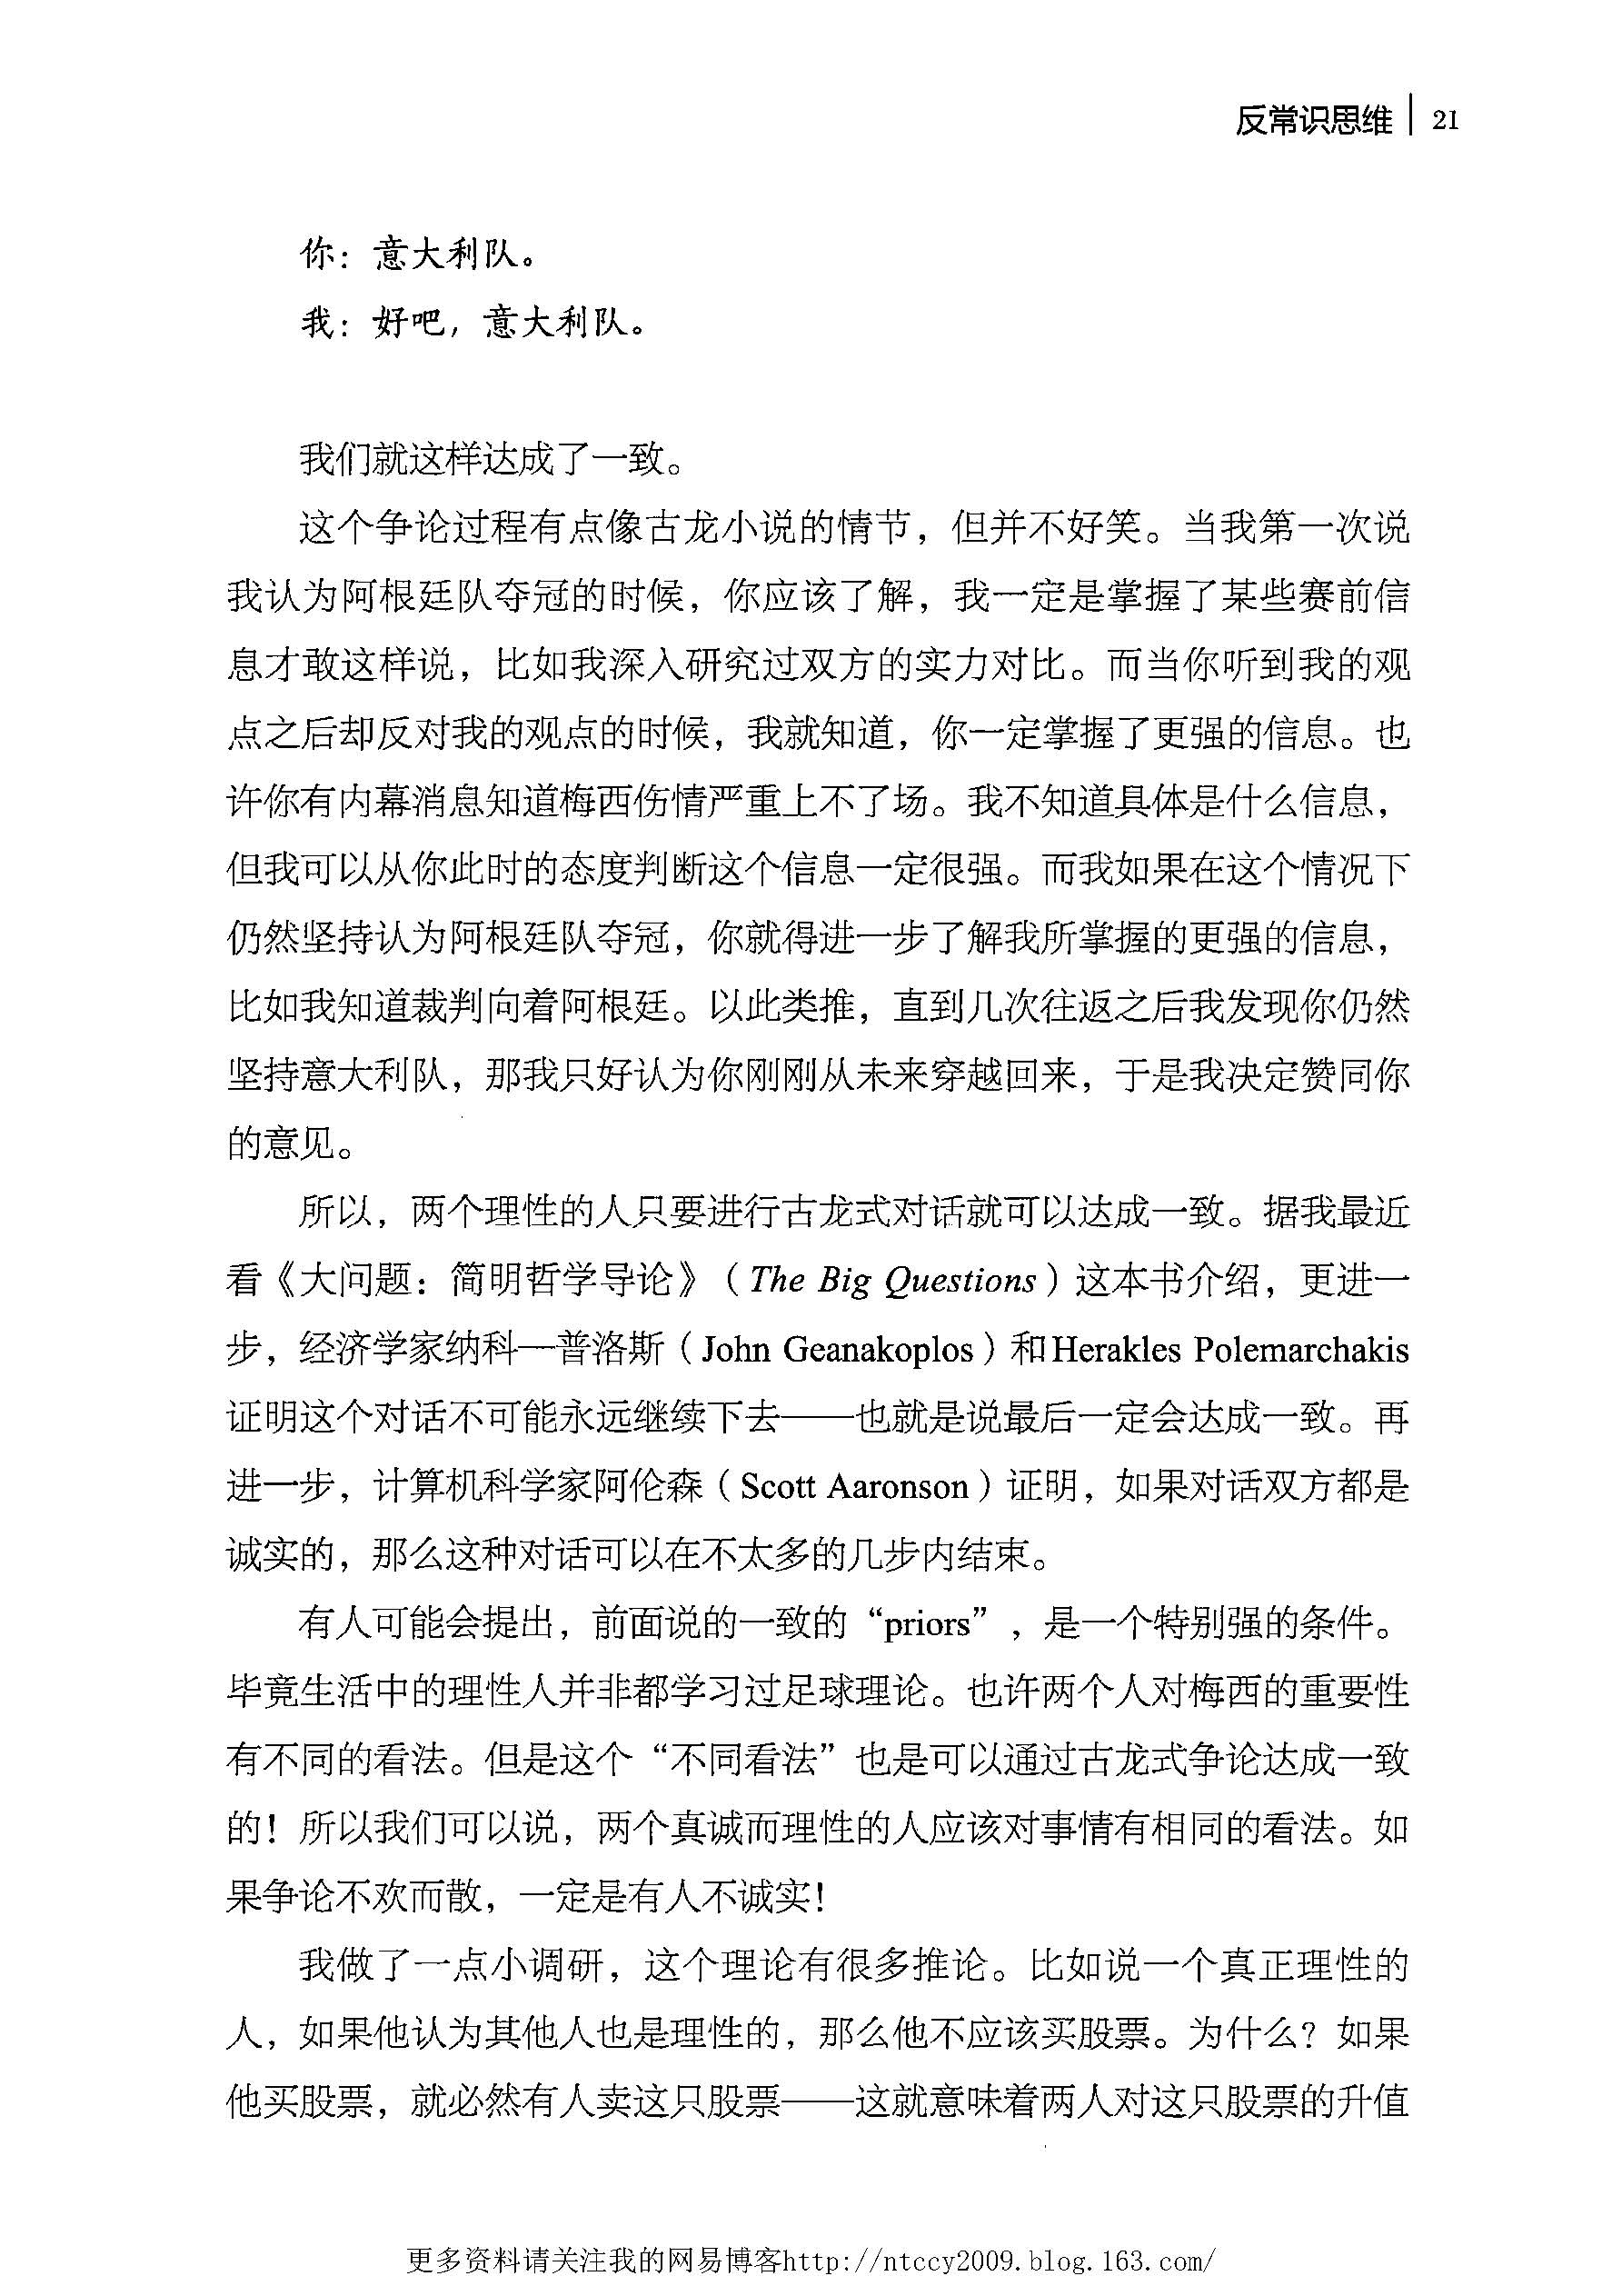 反常识思维 | 21
你：意大利队。
我：好吧，意大利队。
我们就这样达成了一致。
这个争论过程有点像古龙小说的情节，但并不好笑。当我第一次说
我认为阿根廷队夺冠的时候，你应该了解，我一定是掌握了某些赛前信
息才敢这样说，比如我深入研究过双方的实力对比。而当你听到我的观
点之后却反对我的观点的时候，我就知道，你一定掌握了更强的信息。也
许你有内幕消息知道梅西伤情严重上不了场。我不知道具体是什么信息，
但我可以从你此时的态度判断这个信息一定很强。而我如果在这个情况下
仍然坚持认为阿根廷队夺冠，你就得进一步了解我所掌握的更强的信息，
比如我知道裁判向着阿根廷。以此类推，直到几次往返之后我发现你仍然
坚持意大利队，那我只好认为你刚刚从未来穿越回来，于是我决定赞同你
的意见。
所以，两个理性的人只要进行古龙式对话就可以达成一致。据我最近
看《大问题：简明哲学导论》（The Big Questions）这本书介绍，更进一
步，经济学家纳科—普洛斯（John Geanakoplos）和Herakles Polemarchakis
证明这个对话不可能永远继续下去——也就是说最后一定会达成一致。再
进一步，计算机科学家阿伦森（Scott Aaronson）证明，如果对话双方都是
诚实的，那么这种对话可以在不太多的几步内结束。
有人可能会提出，前面说的一致的“priors”，是一个特别强的条件。
毕竟生活中的理性人并非都学习过足球理论。也许两个人对梅西的重要性
有不同的看法。但是这个“不同看法”也是可以通过古龙式争论达成一致
的！所以我们可以说，两个真诚而理性的人应该对事情有相同的看法。如
果争论不欢而散，一定是有人不诚实！
我做了一点小调研，这个理论有很多推论。比如说一个真正理性的
人，如果他认为其他人也是理性的，那么他不应该买股票。为什么？如果
他买股票，就必然有人卖这只股票——这就意味着两人对这只股票的升值
更多资料请关注我的网易博客http://ntccy2009.blog.163.com/